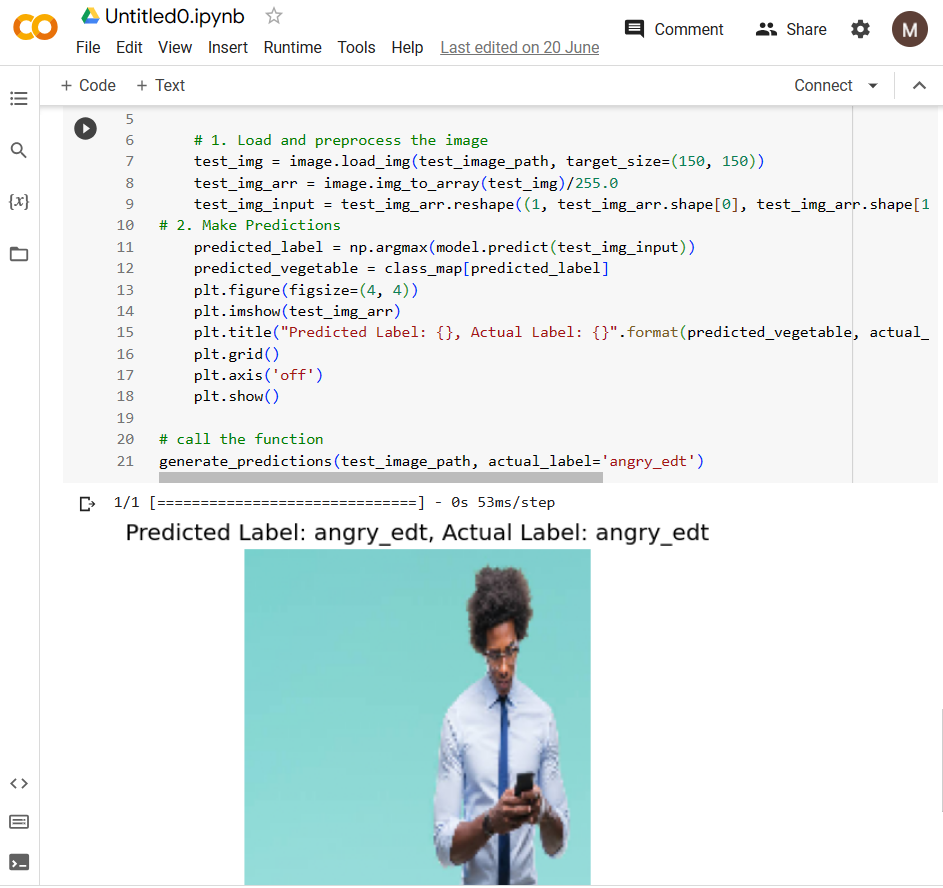 Untitled0.ipynb
Comment
Share
M
File Edit View Insert Runtime Tools Help Last edited on 20 June
+ Code + Text
Connect
{x}
5
6 # 1. Load and preprocess the image
7 test_img = image.load_img(test_image_path, target_size=(150, 150))
8 test_img_arr = image.img_to_array(test_img)/255.0
9 test_img_input = test_img_arr.reshape((1, test_img_arr.shape[0], test_img_arr.shape[1
10 # 2. Make Predictions
11 predicted_label = np.argmax(model.predict(test_img_input))
12 predicted_vegetable = class_map[predicted_label]
13 plt.figure(figsize=(4, 4))
14 plt.imshow(test_img_arr)
15 plt.title("Predicted Label: {}, Actual Label: {}".format(predicted_vegetable, actual_
16 plt.grid()
17 plt.axis('off')
18 plt.show()
19
20 # call the function
21 generate_predictions(test_image_path, actual_label='angry_edt')
1/1 [==============================] - 0s 53ms/step
Predicted Label: angry_edt, Actual Label: angry_edt